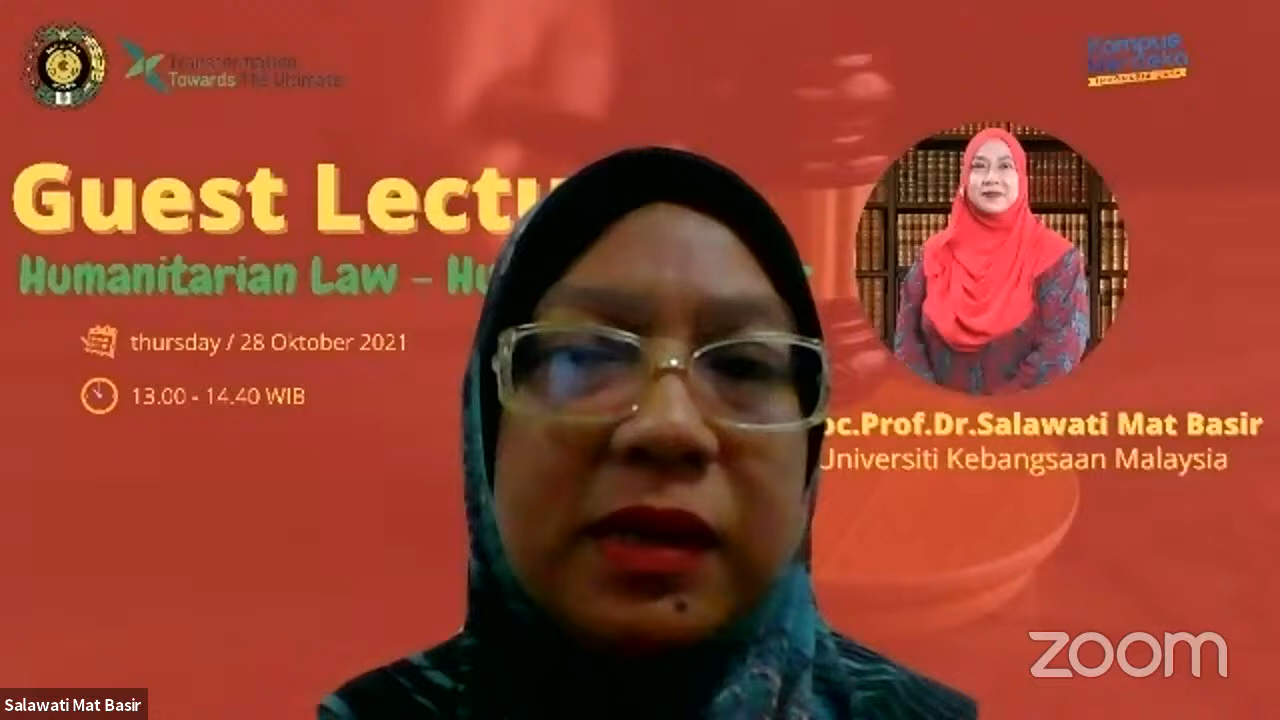 Towards The Ultimate
Kampus
Merdeka
Guest Lectu
Humanitarian Law – Hu
thursday / 28 Oktober 2021
13.00 - 14.40 WIB
oc.Prof.Dr.Salawati Mat Basir
Universiti Kebangsaan Malaysia
zoom
Salawati Mat Basir